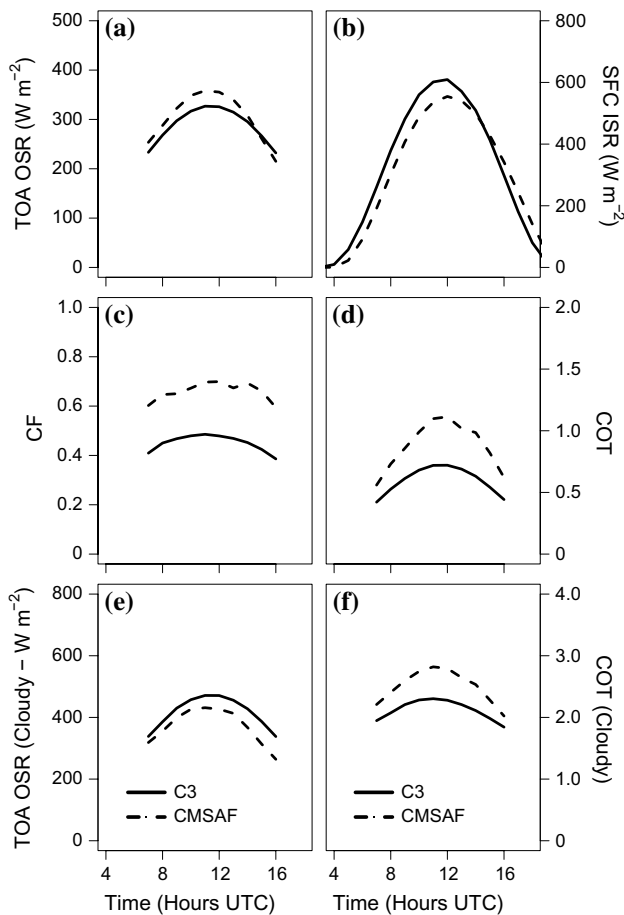 (a)
TOA OSR (W m−2)
500
400
300
200
100
0
(b)
SFC ISR (W m−2)
800
600
400
200
0
(c)
CF
1.0
0.8
0.6
0.4
0.2
0
(d)
COT
2.0
1.5
1.0
0.5
0
(e)
TOA OSR (Cloudy − W m−2)
800
600
400
200
0
C3
CMSAF
4 8 12 16
Time (Hours UTC)
(f)
COT (Cloudy)
4.0
3.0
2.0
1.0
0
C3
CMSAF
4 8 12 16
Time (Hours UTC)